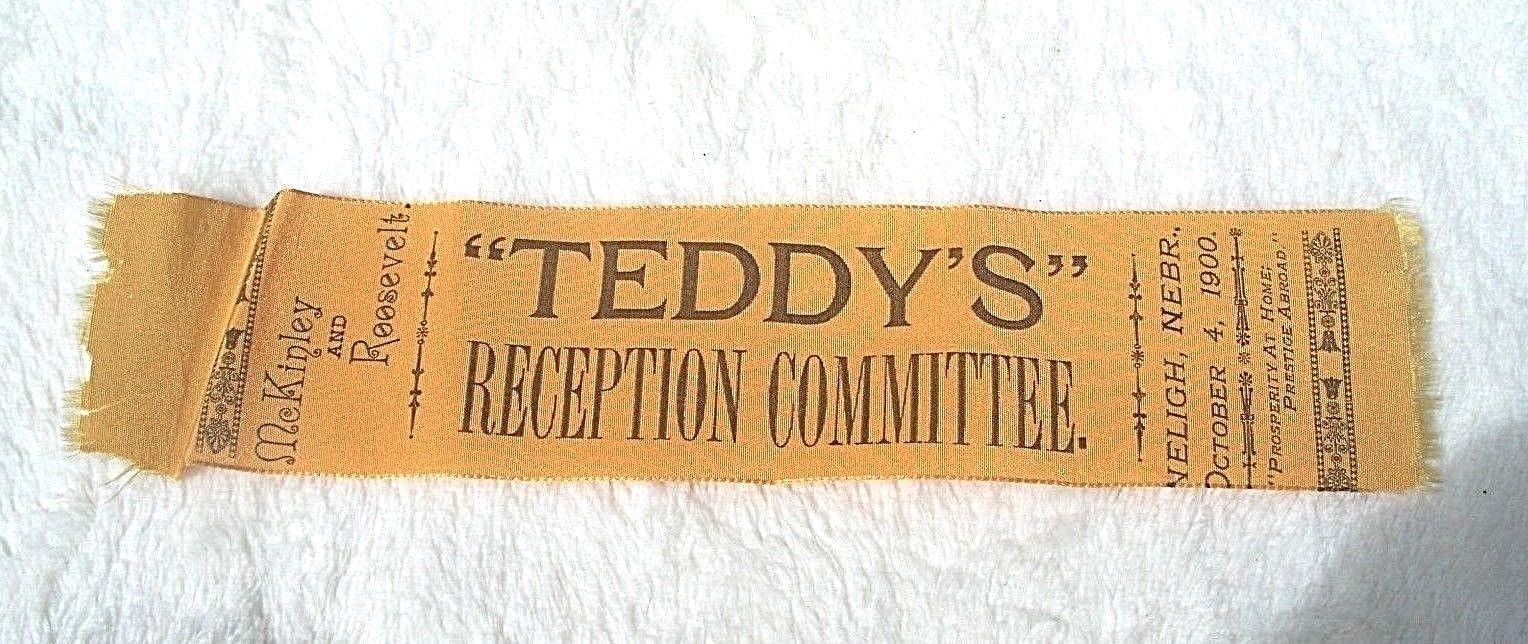 McKinley
AND
Roosevelt.
"TEDDY'S"
RECEPTION COMMITTEE.
NELIGH, NEBR.,
OCTOBER 4, 1900.
"PROSPERITY AT HOME;
PRESTIGE ABROAD."